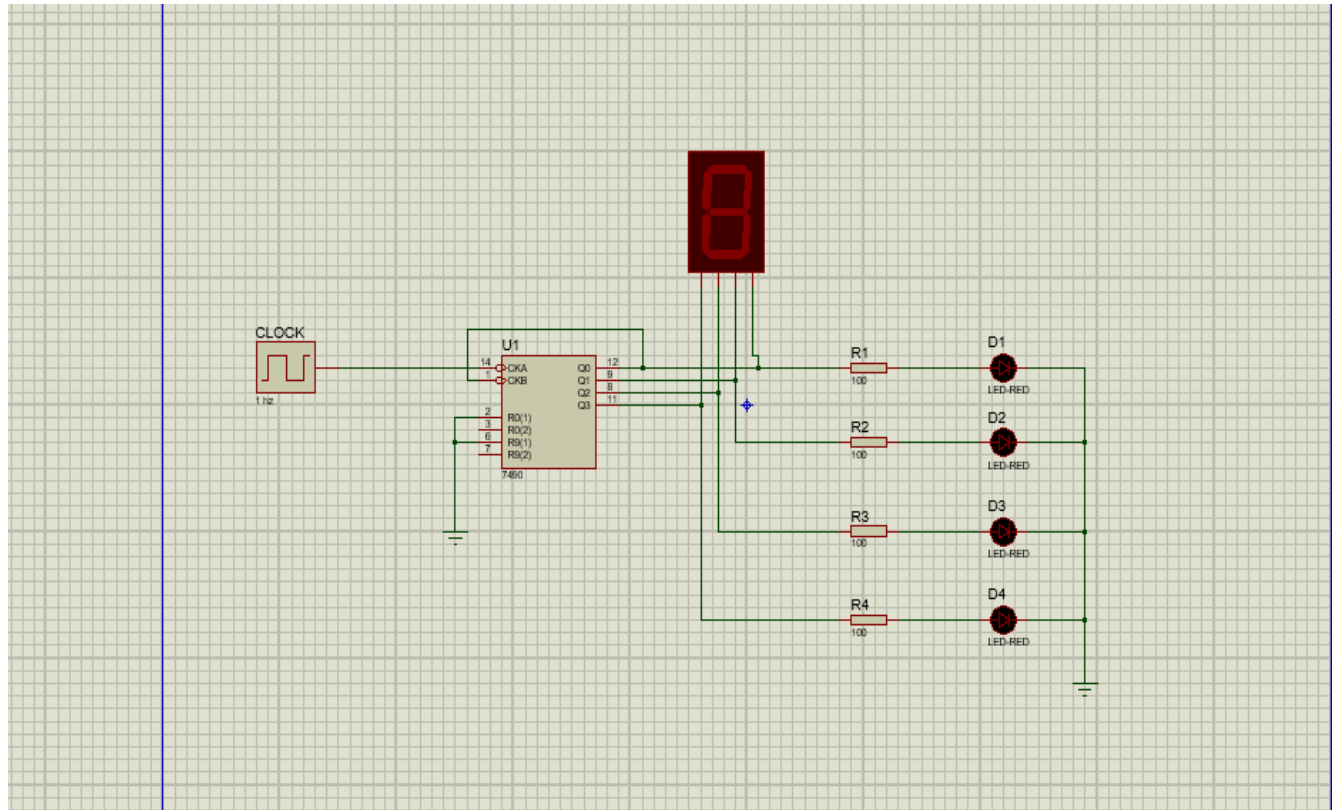 CLOCK
1 hz
U1
14
1
2
3
6
7
CKA
CKB
R0(1)
R0(2)
R9(1)
R9(2)
Q0
Q1
Q2
Q3
12
9
8
11
7490
R1
100
D1
LED-RED
R2
100
D2
LED-RED
R3
100
D3
LED-RED
R4
100
D4
LED-RED